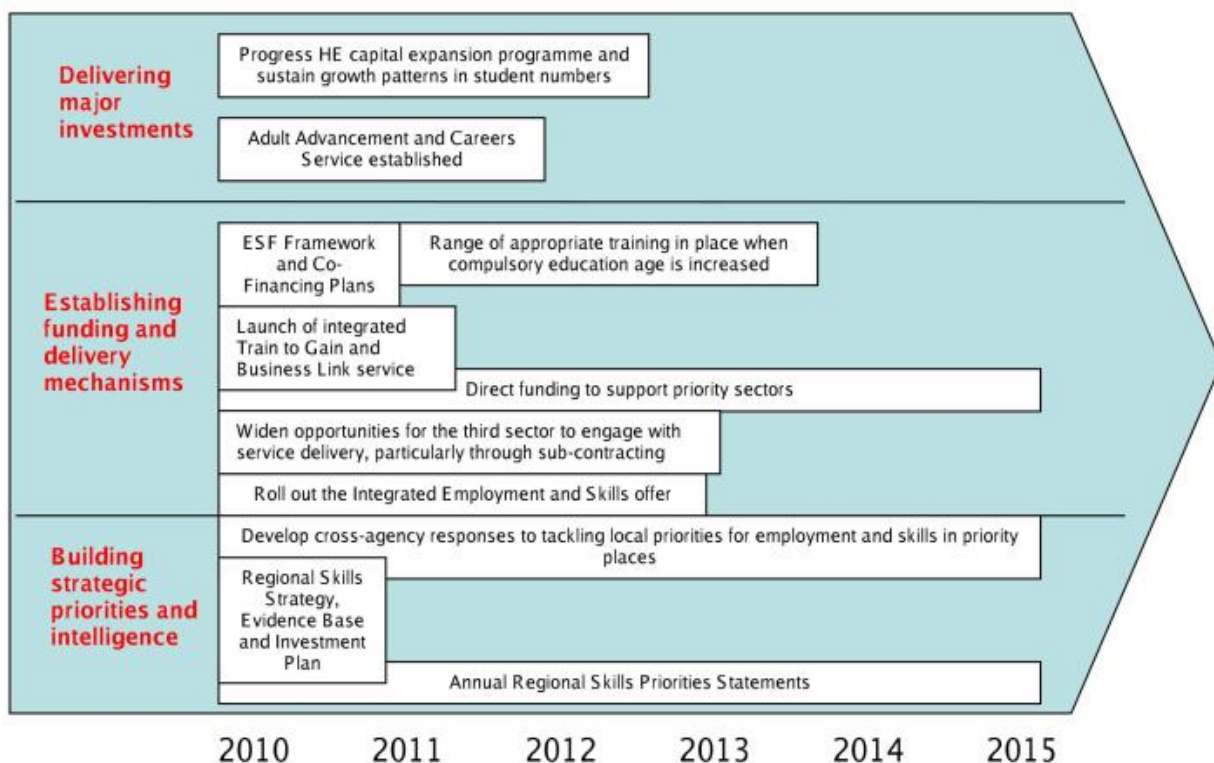 Delivering
major
investments
Progress HE capital expansion programme and
sustain growth patterns in student numbers
Adult Advancement and Careers
Service established
Establishing
funding and
delivery
mechanisms
ESF Framework
and Co-
Financing Plans
Range of appropriate training in place when
compulsory education age is increased
Launch of integrated
Train to Gain and
Business Link service
Direct funding to support priority sectors
Widen opportunities for the third sector to engage with
service delivery, particularly through sub-contracting
Roll out the Integrated Employment and Skills offer
Building
strategic
priorities and
intelligence
Develop cross-agency responses to tackling local priorities for employment and skills in priority
places
Regional Skills
Strategy,
Evidence Base
and Investment
Plan
Annual Regional Skills Priorities Statements
2010 2011 2012 2013 2014 2015